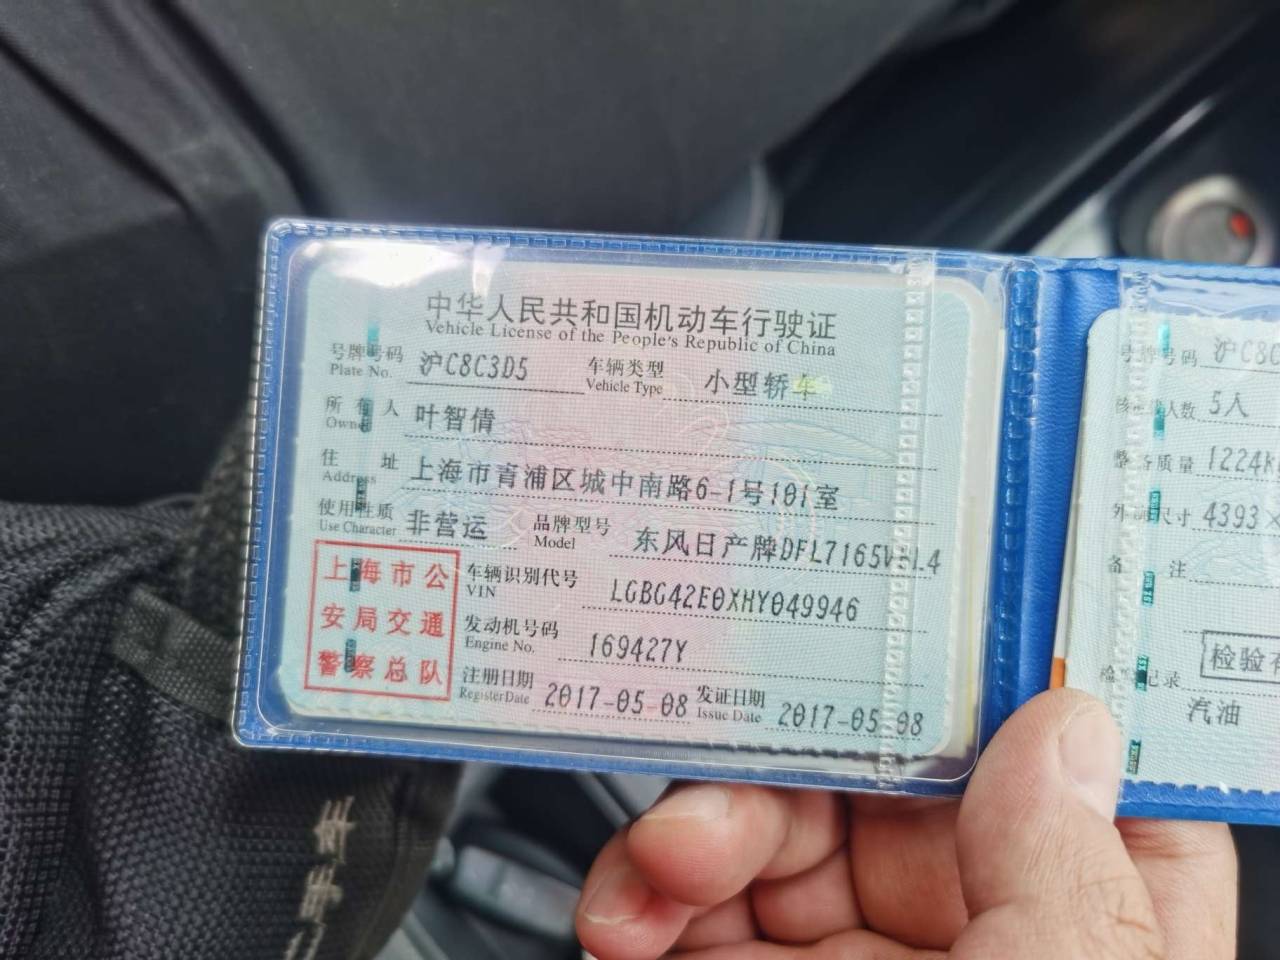 中华人民共和国机动车行驶证
Vehicle License of the People's Republic of China
号牌号码 沪C8C3D5 车辆类型 小型轿车
Plate No. Vehicle Type
所有人 叶智倩
Owner
住址 上海市青浦区城中南路6-1号101室
Address
使用性质 非营运 品牌型号 东风日产牌DFL7165V
Use Character Model
上海市公
安局交通
警察总队
车辆识别代号 LGBG42E0XHY049946
VIN
发动机号码 169427Y
Engine No.
注册日期 2017-05-08 发证日期 2017-05-08
Register Date Issue Date
号牌号码 沪C8C
人数 5人
整备质量 1224K
外廓尺寸 4393×
备注
检验
记录
汽油